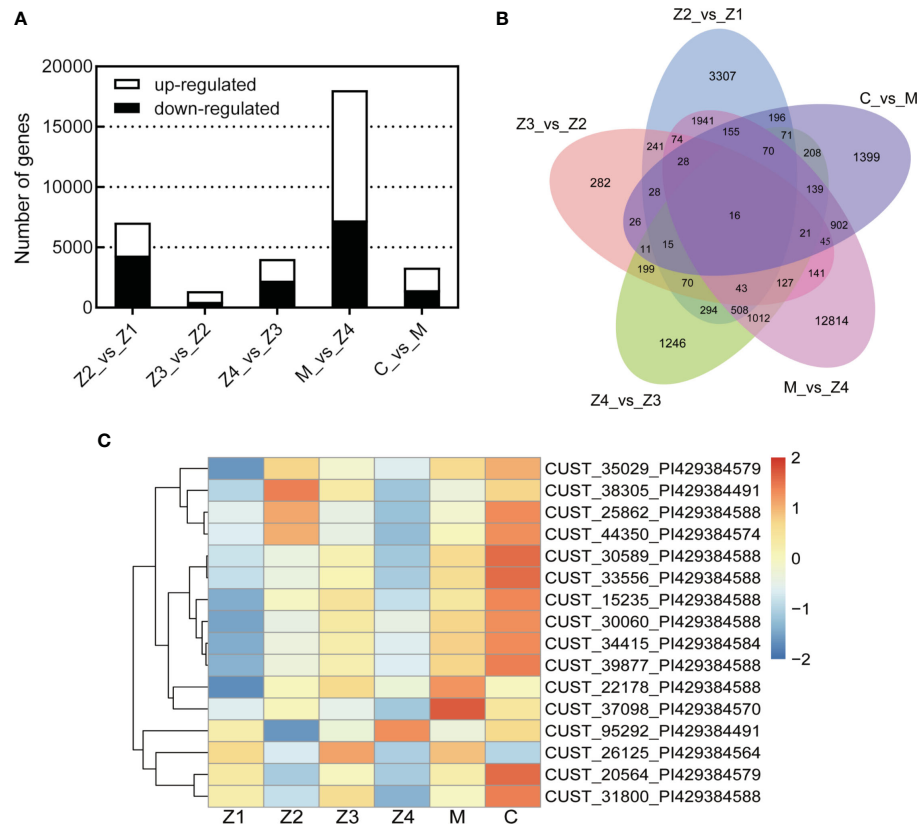 A
Number of genes
20000
15000
10000
5000
0
up-regulated
down-regulated
Z2_vs_Z1
Z3_vs_Z2
Z4_vs_Z3
M_vs_Z4
C_vs_M
B
Z2_vs_Z1
C_vs_M
Z3_vs_Z2
Z4_vs_Z3
M_vs_Z4
3307
1941
196
155
71
74
241
70
208
1399
28
282
28
139
16
26
902
21
45
15
11
199
141
127
70
43
294
508
1012
12814
1246
C
CUST_35029_PI429384579
CUST_38305_PI429384491
CUST_25862_PI429384588
CUST_44350_PI429384574
CUST_30589_PI429384588
CUST_33556_PI429384588
CUST_15235_PI429384588
CUST_30060_PI429384588
CUST_34415_PI429384584
CUST_39877_PI429384588
CUST_22178_PI429384588
CUST_37098_PI429384570
CUST_95292_PI429384491
CUST_26125_PI429384564
CUST_20564_PI429384579
CUST_31800_PI429384588
Z1 Z2 Z3 Z4 M C
2
1
0
−1
−2